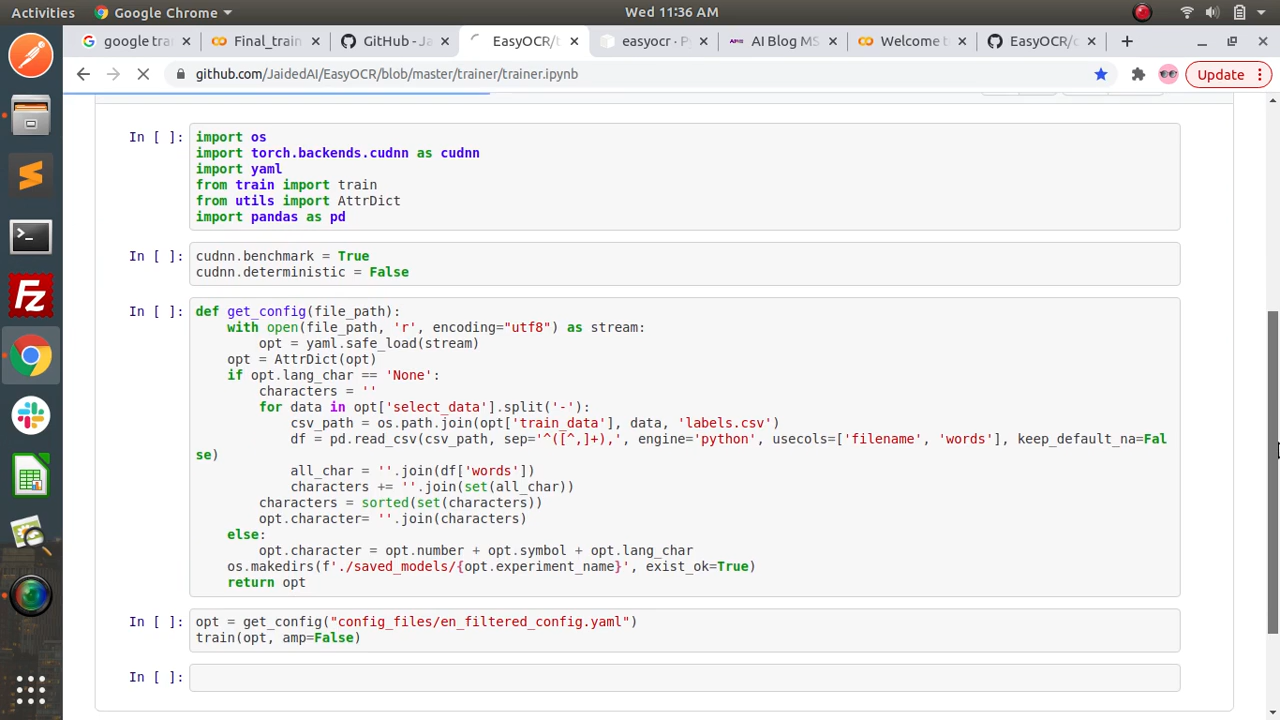 Activities
Google Chrome
Wed 11:36 AM
google tra
Final_train
GitHub - Ja
EasyOCR/t
easyocr · Py
AI Blog MS
Welcome t
EasyOCR/c
github.com/JaidedAI/EasyOCR/blob/master/trainer/trainer.ipynb
Update
In [ ]:
import os
import torch.backends.cudnn as cudnn
import yaml
from train import train
from utils import AttrDict
import pandas as pd
In [ ]:
cudnn.benchmark = True
cudnn.deterministic = False
In [ ]:
def get_config(file_path):
    with open(file_path, 'r', encoding="utf8") as stream:
        opt = yaml.safe_load(stream)
    opt = AttrDict(opt)
    if opt.lang_char == 'None':
        characters = ''
        for data in opt['select_data'].split('-'):
            csv_path = os.path.join(opt['train_data'], data, 'labels.csv')
            df = pd.read_csv(csv_path, sep='^([^,]+),', engine='python', usecols=['filename', 'words'], keep_default_na=Fal
se)
            all_char = ''.join(df['words'])
            characters += ''.join(set(all_char))
        characters = sorted(set(characters))
        opt.character= ''.join(characters)
    else:
        opt.character = opt.number + opt.symbol + opt.lang_char
    os.makedirs(f'./saved_models/{opt.experiment_name}', exist_ok=True)
    return opt
In [ ]:
opt = get_config("config_files/en_filtered_config.yaml")
train(opt, amp=False)
In [ ]: